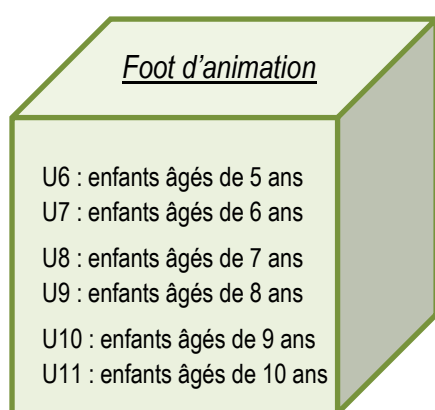 Foot d’animation
U6 : enfants âgés de 5 ans
U7 : enfants âgés de 6 ans
U8 : enfants âgés de 7 ans
U9 : enfants âgés de 8 ans
U10 : enfants âgés de 9 ans
U11 : enfants âgés de 10 ans